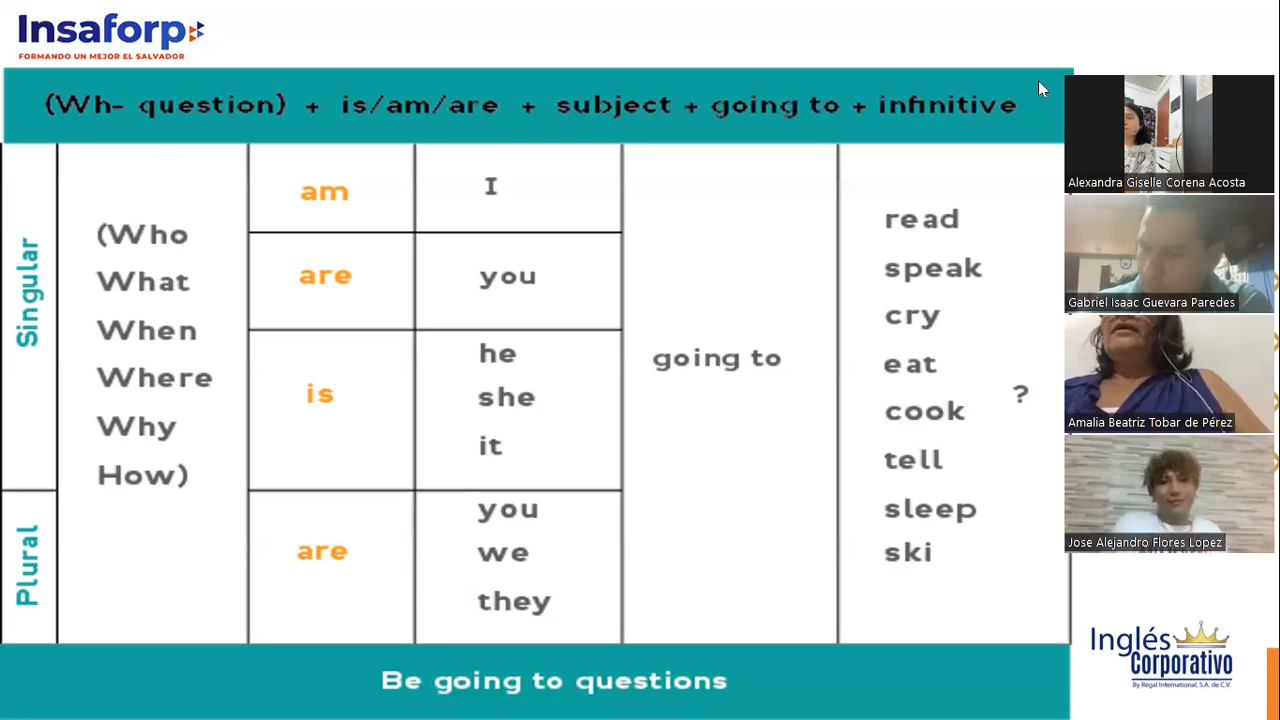 Insaforp
FORMANDO UN MEJOR EL SALVADOR
(Wh- question) + is/am/are + subject + going to + infinitive
Singular
(Who
What
When
Where
Why
How)
am
I
are
you
is
he
she
it
going to
read
speak
cry
eat
cook
tell
sleep
ski
?
Plural
are
you
we
they
Be going to questions
Alexandra Giselle Corena Acosta
Gabriel Isaac Guevara Paredes
Amalia Beatriz Tobar de Pérez
Jose Alejandro Flores Lopez
Inglés
Corporativo
By Regal International, S.A. de C.V.